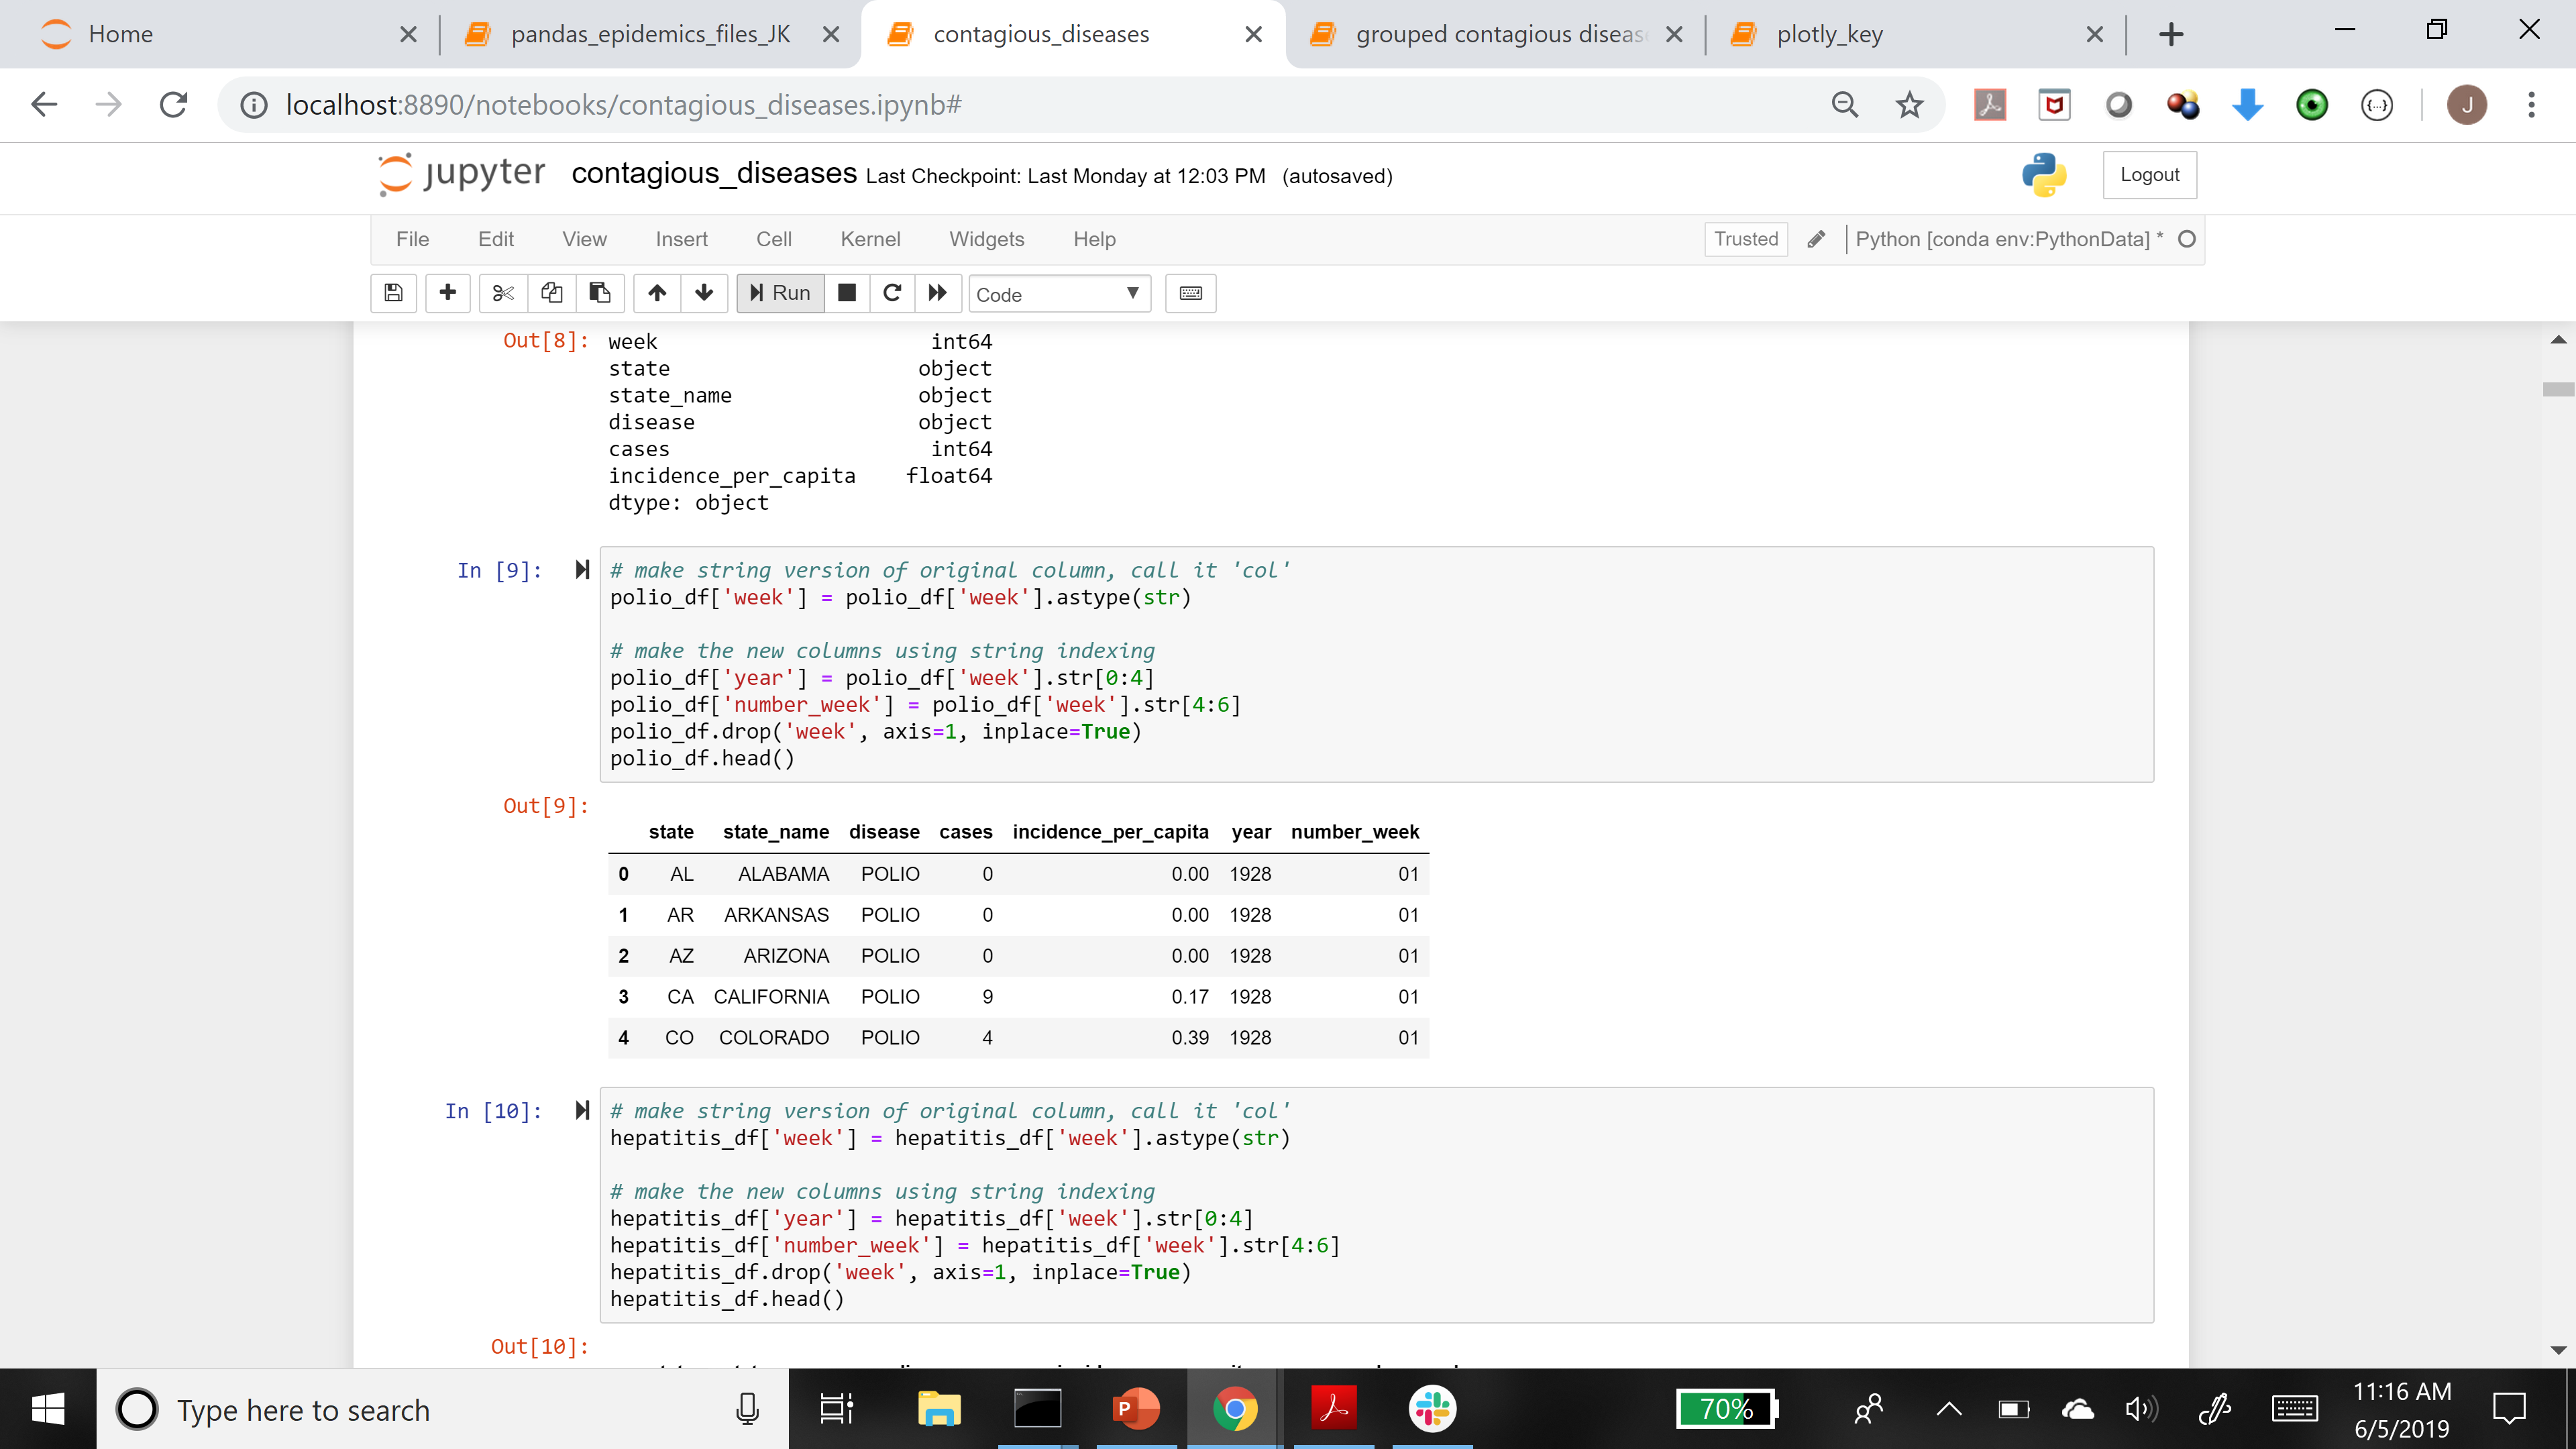 Home
pandas_epidemics_files_JK
contagious_diseases
grouped contagious diseas
plotly_key
localhost:8890/notebooks/contagious_diseases.ipynb#
J
jupyter contagious_diseases Last Checkpoint: Last Monday at 12:03 PM (autosaved)
Logout
File Edit View Insert Cell Kernel Widgets Help
Trusted Python [conda env:PythonData] *
Run Code
Out[8]: week int64
state object
state_name object
disease object
cases int64
incidence_per_capita float64
dtype: object
In [9]: # make string version of original column, call it 'col'
polio_df['week'] = polio_df['week'].astype(str)
# make the new columns using string indexing
polio_df['year'] = polio_df['week'].str[0:4]
polio_df['number_week'] = polio_df['week'].str[4:6]
polio_df.drop('week', axis=1, inplace=True)
polio_df.head()
Out[9]:
state state_name disease cases incidence_per_capita year number_week
0 AL ALABAMA POLIO 0 0.00 1928 01
1 AR ARKANSAS POLIO 0 0.00 1928 01
2 AZ ARIZONA POLIO 0 0.00 1928 01
3 CA CALIFORNIA POLIO 9 0.17 1928 01
4 CO COLORADO POLIO 4 0.39 1928 01
In [10]: # make string version of original column, call it 'col'
hepatitis_df['week'] = hepatitis_df['week'].astype(str)
# make the new columns using string indexing
hepatitis_df['year'] = hepatitis_df['week'].str[0:4]
hepatitis_df['number_week'] = hepatitis_df['week'].str[4:6]
hepatitis_df.drop('week', axis=1, inplace=True)
hepatitis_df.head()
Out[10]:
Type here to search
70%
11:16 AM
6/5/2019